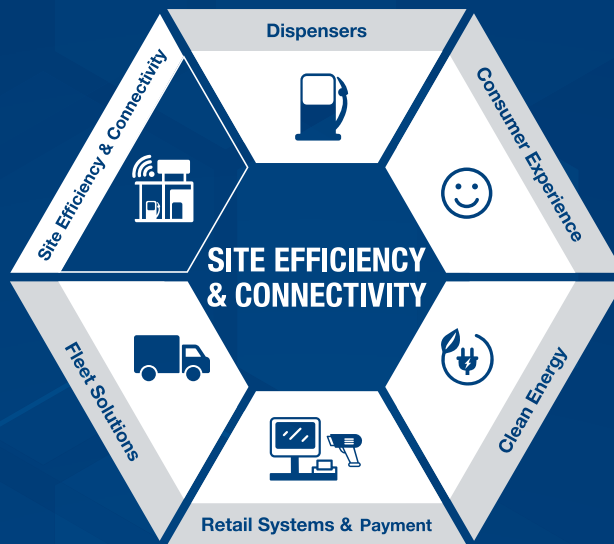 Dispensers
Consumer Experience
Site Efficiency & Connectivity
SITE EFFICIENCY
& CONNECTIVITY
Fleet Solutions
Clean Energy
Retail Systems & Payment